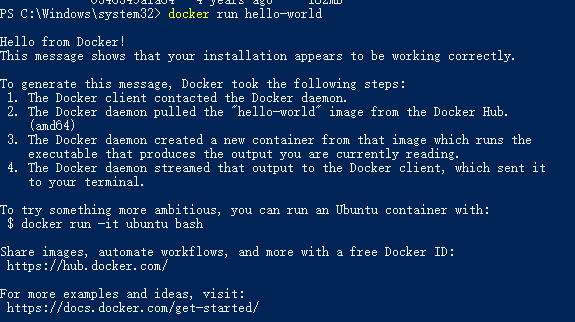 PS C:\Windows\system32> docker run hello-world
Hello from Docker!
This message shows that your installation appears to be working correctly.
To generate this message, Docker took the following steps:
1. The Docker client contacted the Docker daemon.
2. The Docker daemon pulled the "hello-world" image from the Docker Hub.
(amd64)
3. The Docker daemon created a new container from that image which runs the
executable that produces the output you are currently reading.
4. The Docker daemon streamed that output to the Docker client, which sent it
to your terminal.
To try something more ambitious, you can run an Ubuntu container with:
$ docker run -it ubuntu bash
Share images, automate workflows, and more with a free Docker ID:
https://hub.docker.com/
For more examples and ideas, visit:
https://docs.docker.com/get-started/